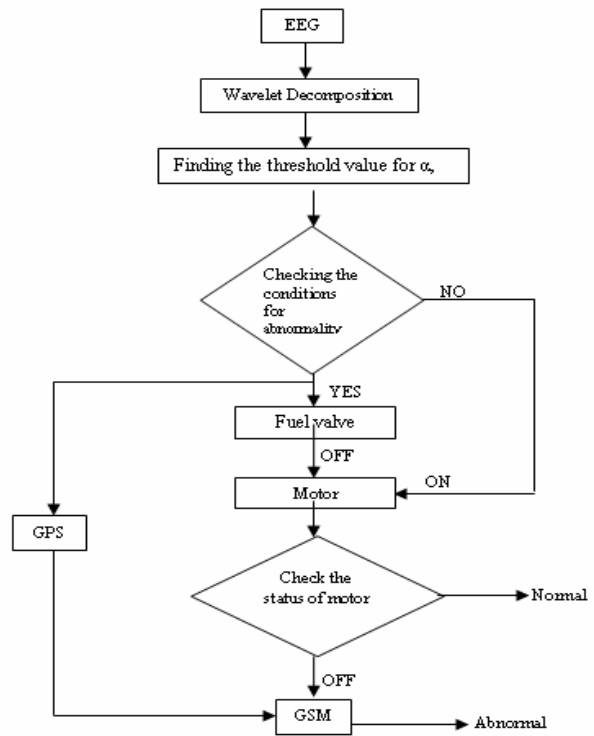 EEG
Wavelet Decomposition
Finding the threshold value for α,
Checking the
conditions
for
abnormality
NO
YES
Fuel valve
OFF
ON
Motor
GPS
Check the
status of motor
Normal
OFF
GSM
Abnormal